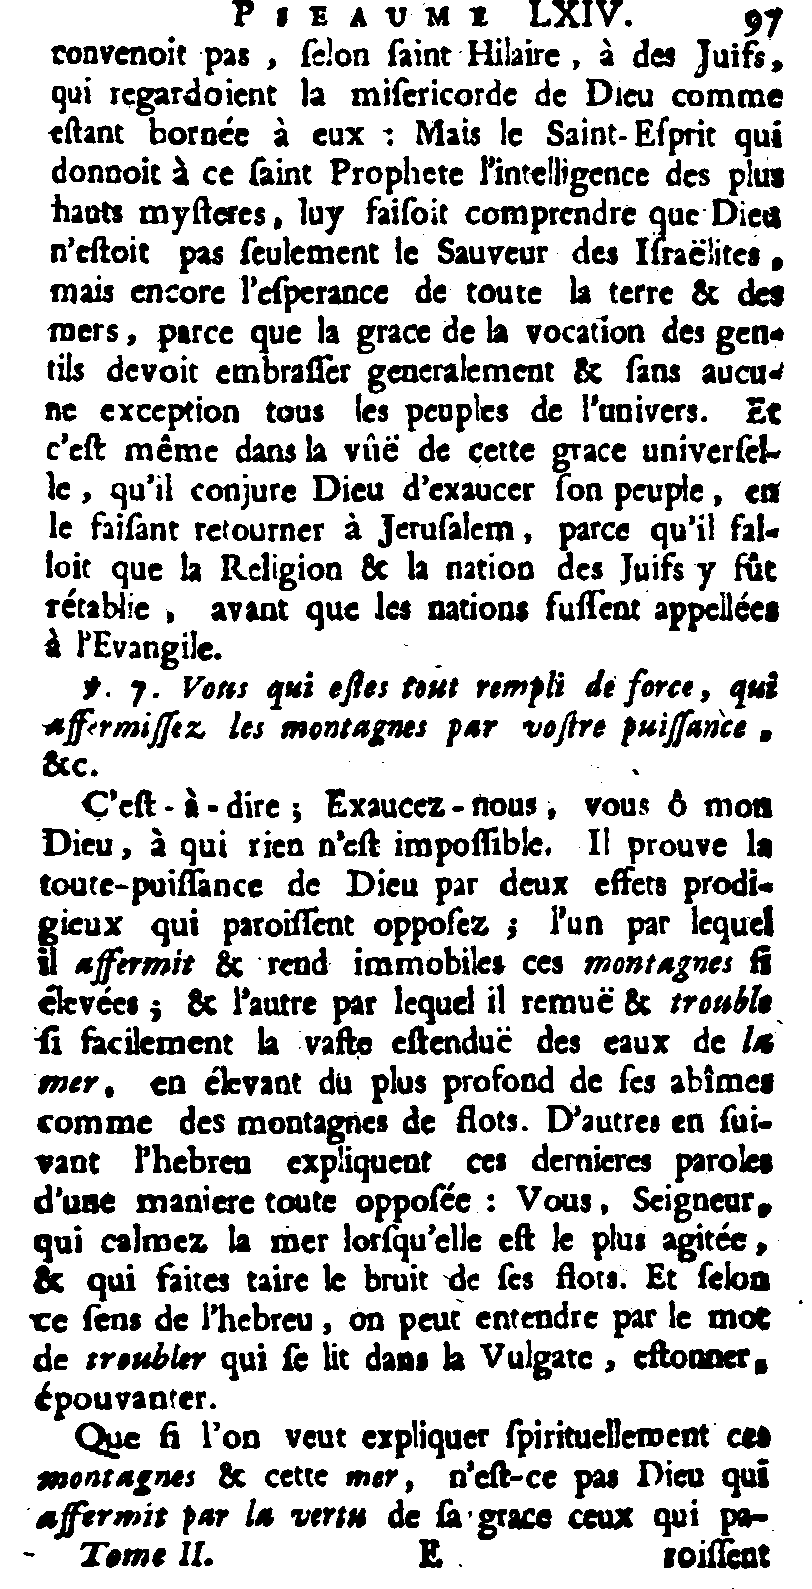 PSEAUME LXIV. 97
convenoit pas, ſelon ſaint Hilaire, à des Juifs,
qui regardoient la miſericorde de Dieu comme
eſtant bornée à eux : Mais le Saint-Eſprit qui
donnoit à ce ſaint Prophete l'intelligence des plus
hauts myſteres, luy faiſoit comprendre que Dieu
n'eſtoit pas ſeulement le Sauveur des Iſraëlites,
mais encore l'eſperance de toute la terre & des
mers, parce que la grace de la vocation des gen-
tils devoit embraſſer generalement & ſans aucu-
ne exception tous les peuples de l'univers. Et
c'eſt même dans la vûë de cette grace univerſel-
le, qu'il conjure Dieu d'exaucer ſon peuple, en
le faiſant retourner à Jeruſalem, parce qu'il fal-
loit que la Religion & la nation des Juifs y fût
rétablie, avant que les nations fuſſent appellées
à l'Evangile.
℣. 7. Vous qui eſtes tout rempli de force, qui
affermiſſez les montagnes par voſtre puiſſance,
&c.
C'eſt-à-dire ; Exaucez-nous, vous ô mon
Dieu, à qui rien n'eſt impoſſible. Il prouve la
toute-puiſſance de Dieu par deux effets prodi-
gieux qui paroiſſent oppoſez ; l'un par lequel
il affermit & rend immobiles ces montagnes ſi
élevées ; & l'autre par lequel il remuë & trouble
ſi facilement la vaſte eſtenduë des eaux de la
mer, en élevant du plus profond de ſes abîmes
comme des montagnes de flots. D'autres en ſui-
vant l'hebreu expliquent ces dernieres paroles
d'une maniere toute oppoſée : Vous, Seigneur,
qui calmez la mer lorſqu'elle eſt le plus agitée,
& qui faites taire le bruit de ſes flots. Et ſelon
ce ſens de l'hebreu, on peut entendre par le mot
de troubler qui ſe lit dans la Vulgate, eſtonner,
épouvanter.
Que ſi l'on veut expliquer ſpirituellement ces
montagnes & cette mer, n'eſt-ce pas Dieu qui
affermit par la vertu de ſa grace ceux qui pa-
Tome II. E roiſſent